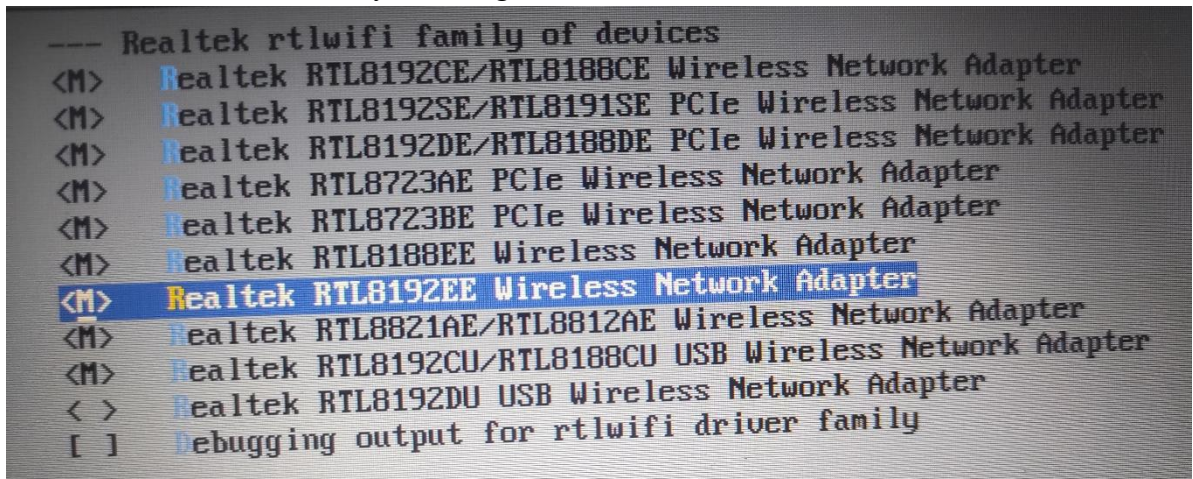 --- Realtek rtlwifi family of devices
<M> Realtek RTL8192CE/RTL8188CE Wireless Network Adapter
<M> Realtek RTL8192SE/RTL8191SE PCIe Wireless Network Adapter
<M> Realtek RTL8192DE/RTL8188DE PCIe Wireless Network Adapter
<M> Realtek RTL8723AE PCIe Wireless Network Adapter
<M> Realtek RTL8723BE PCIe Wireless Network Adapter
<M> Realtek RTL8188EE Wireless Network Adapter
<M> Realtek RTL8192EE Wireless Network Adapter
<M> Realtek RTL8821AE/RTL8812AE Wireless Network Adapter
<M> Realtek RTL8192CU/RTL8188CU USB Wireless Network Adapter
< > Realtek RTL8192DU USB Wireless Network Adapter
[ ] Debugging output for rtlwifi driver family